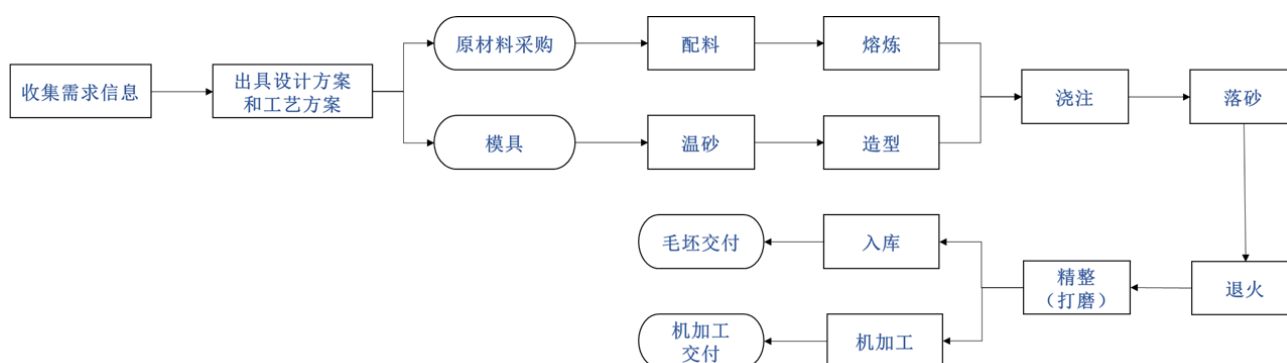 收集需求信息
出具设计方案
和工艺方案
原材料采购
配料
熔炼
模具
温砂
造型
浇注
落砂
毛坯交付
入库
精整
（打磨）
退火
机加工
交付
机加工